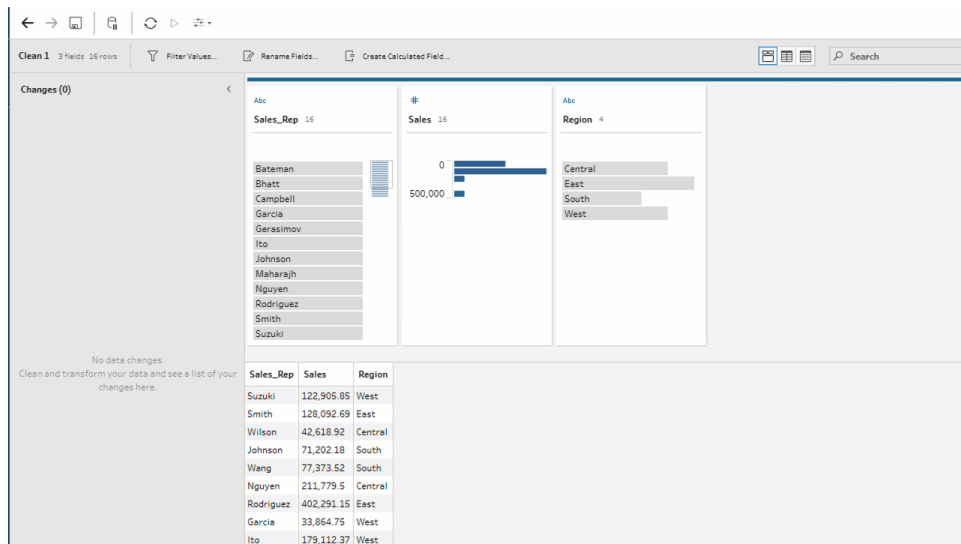 Clean 1 3 fields 16 rows Filter Values... Rename Fields... Create Calculated Field... Search
Changes (0)
No data changes.
Clean and transform your data and see a list of your
changes here.
Abc
Sales_Rep 16
Bateman
Bhatt
Campbell
Garcia
Gerasimov
Ito
Johnson
Maharajh
Nguyen
Rodriguez
Smith
Suzuki
#
Sales 16
0
500,000
Abc
Region 4
Central
East
South
West
Sales_Rep Sales Region
Suzuki 122,905.85 West
Smith 128,092.69 East
Wilson 42,618.92 Central
Johnson 71,202.18 South
Wang 77,373.52 South
Nguyen 211,779.5 Central
Rodriguez 402,291.15 East
Garcia 33,864.75 West
Ito 179,112.37 West